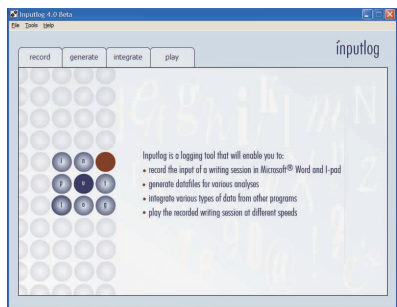 Inputlog 4.0 Beta
File Tools Help
record generate integrate play
ínputlog
Inputlog is a logging tool that will enable you to:
• record the input of a writing session in Microsoft® Word and I-pad
• generate datafiles for various analyses
• integrate various types of data from other programs
• play the recorded writing session at different speeds
i n
p u t
l o g